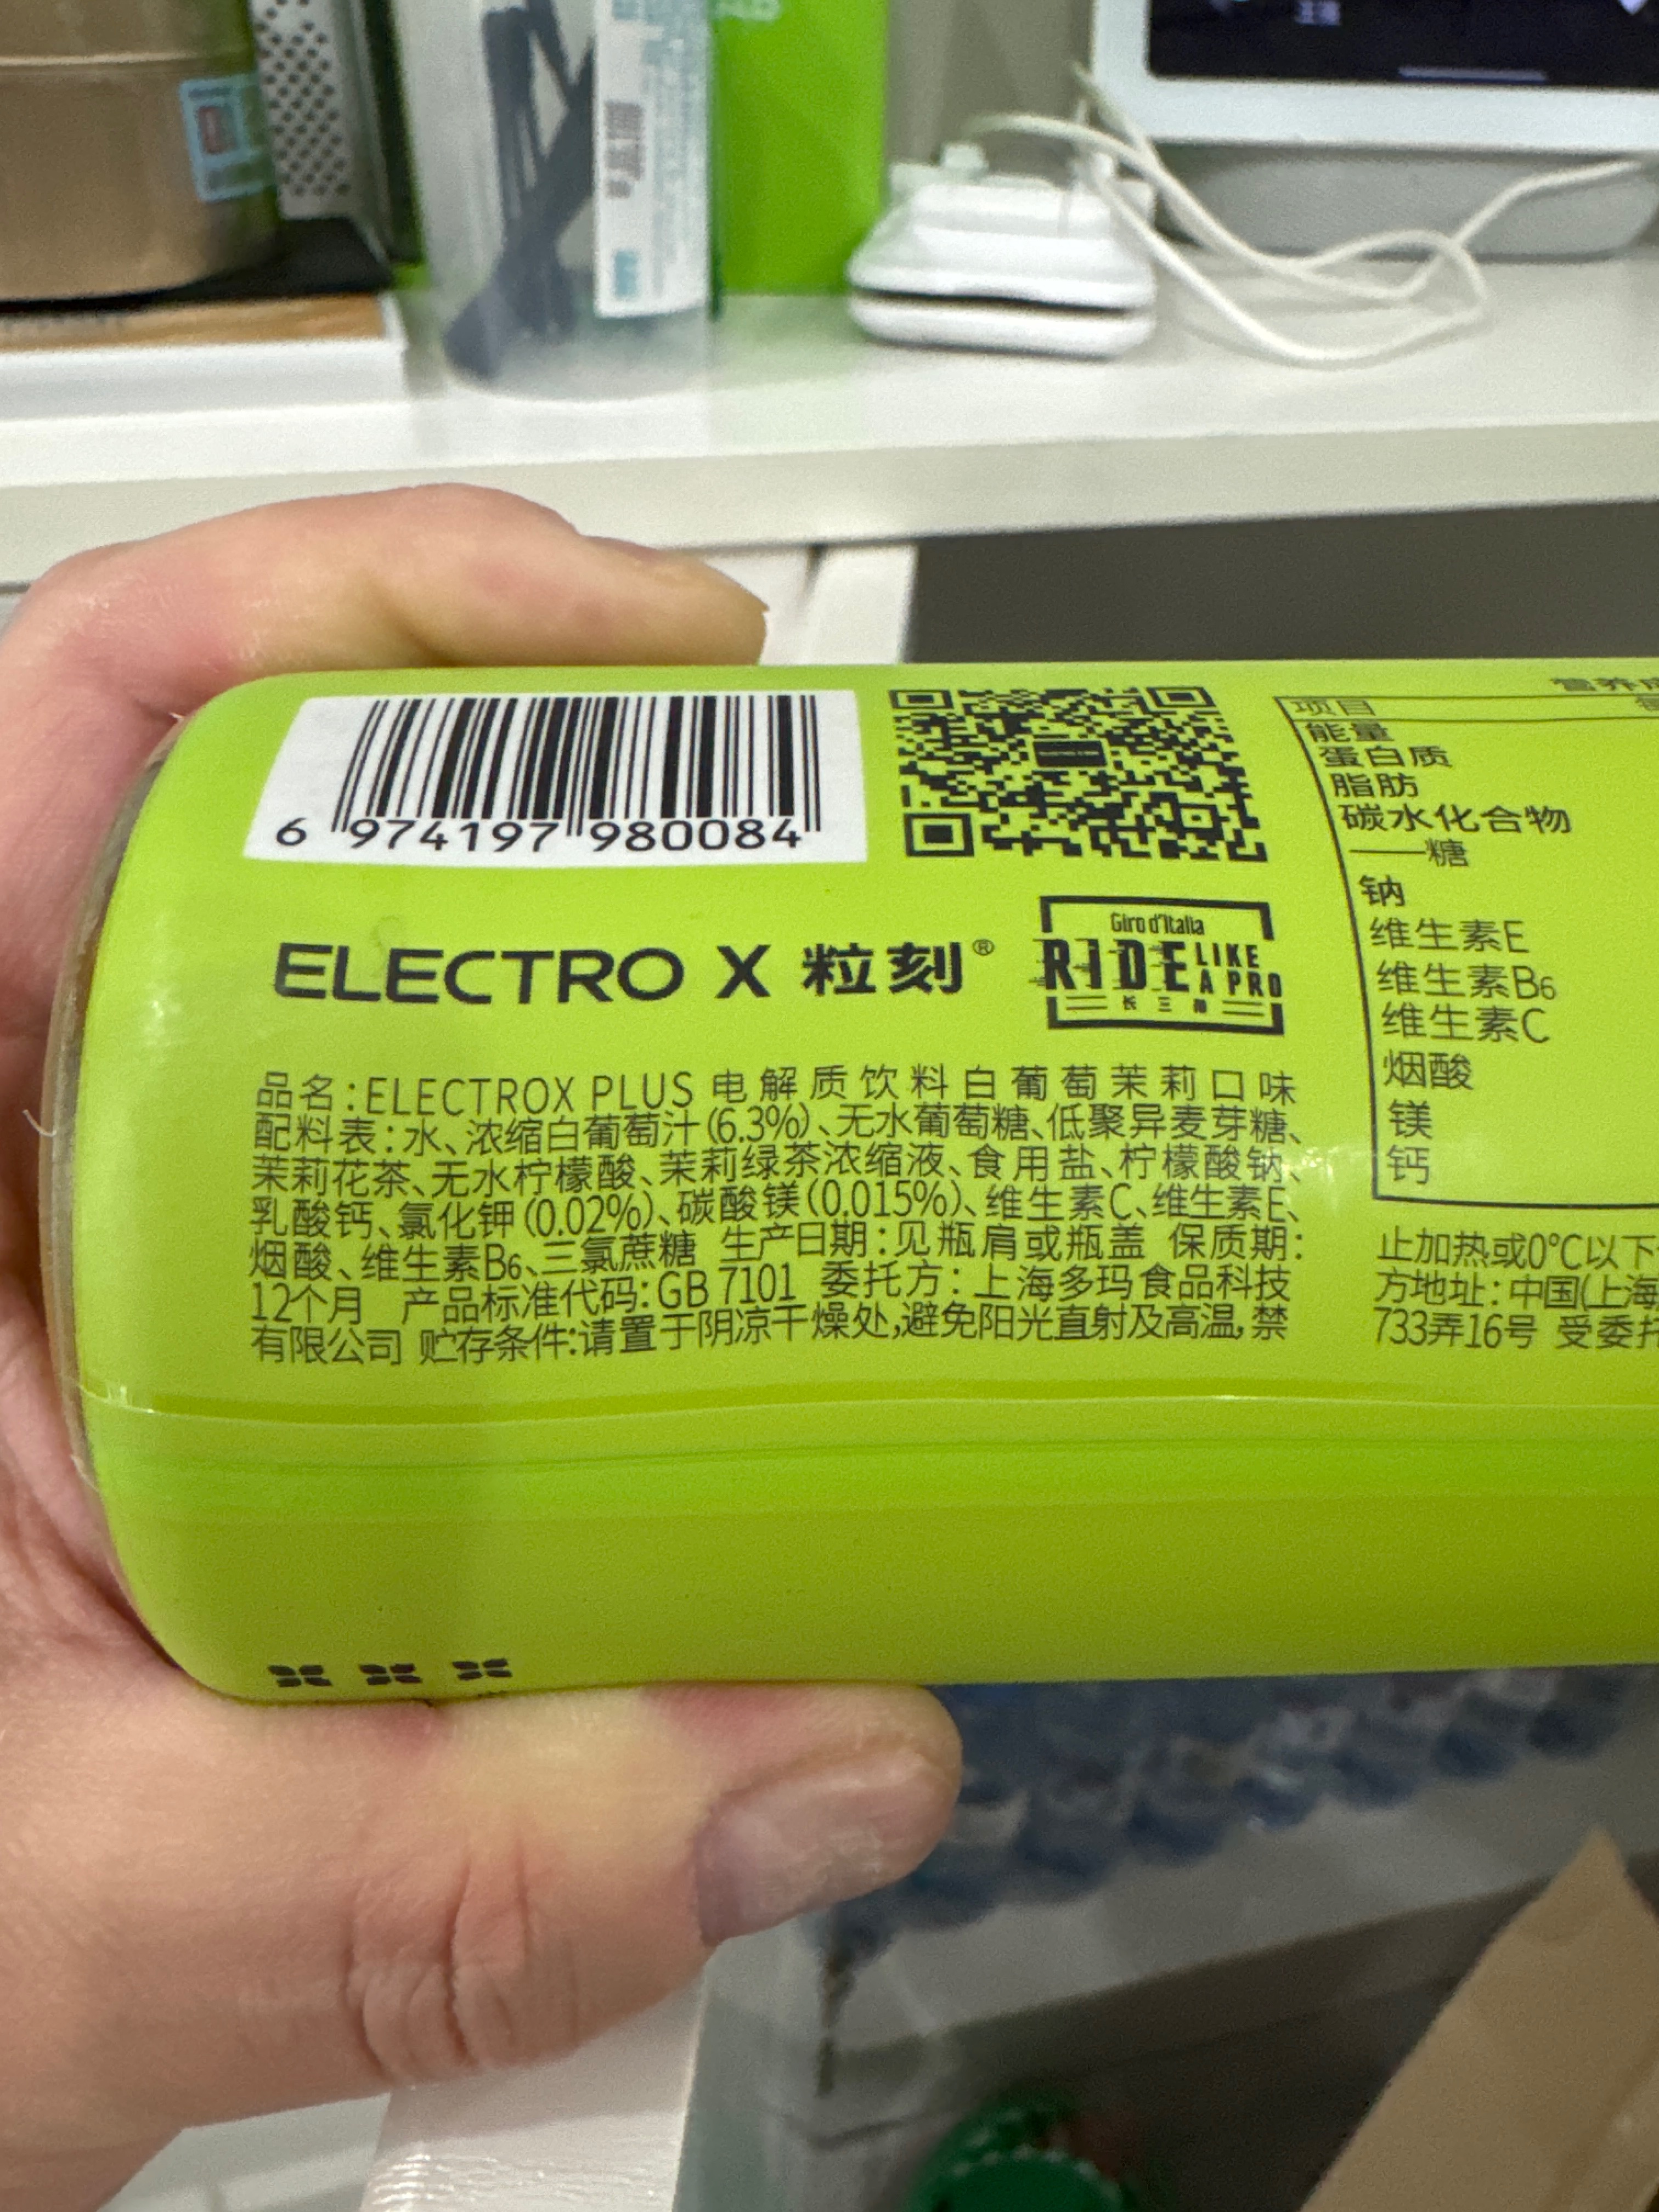 6 974197 980084
ELECTRO X 粒刻®
Giro d'Italia
RIDE LIKE
A PRO
品名:ELECTROX PLUS 电解质饮料白葡萄茉莉口味
配料表:水、浓缩白葡萄汁(6.3%)、无水葡萄糖、低聚异麦芽糖、
茉莉花茶、无水柠檬酸、茉莉绿茶浓缩液、食用盐、柠檬酸钠、
乳酸钙、氯化钾(0.02%)、碳酸镁(0.015%)、维生素C、维生素E、
烟酸、维生素B6、三氯蔗糖 生产日期:见瓶肩或瓶盖 保质期:
12个月 产品标准代码:GB 7101 委托方:上海多玛食品科技
有限公司 贮存条件:请置于阴凉干燥处,避免阳光直射及高温,禁
营养成
项目
能量
蛋白质
脂肪
碳水化合物
——糖
钠
维生素E
维生素B6
维生素C
烟酸
镁
钙
止加热或0°C以下
方地址:中国(上海
733弄16号 受委托